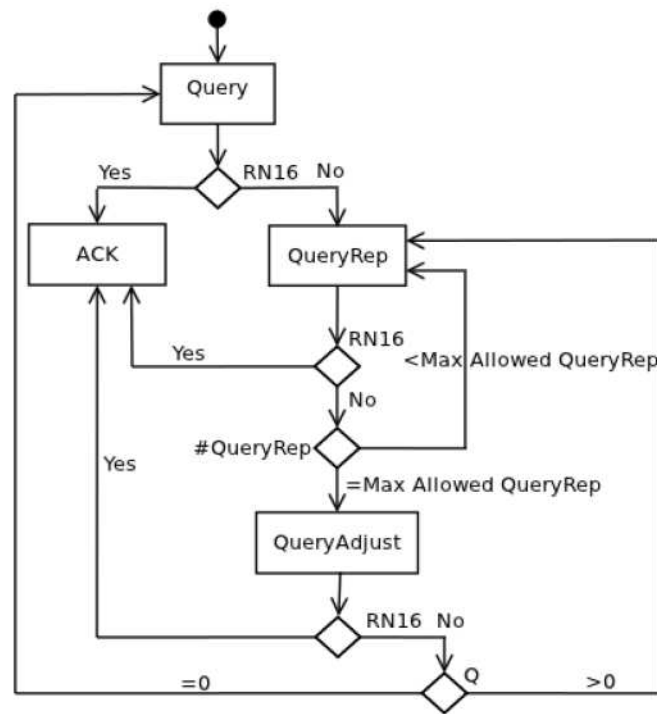 Query
Yes
RN16
No
ACK
QueryRep
RN16
Yes
<Max Allowed QueryRep
No
#QueryRep
Yes
=Max Allowed QueryRep
QueryAdjust
RN16
No
Q
=0
>0